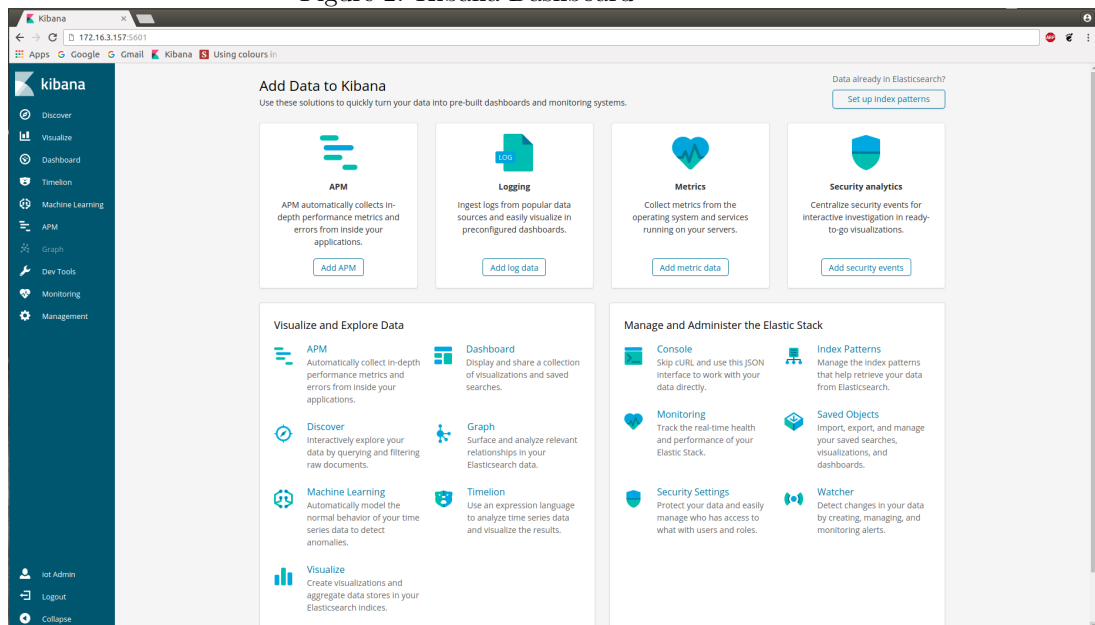 Kibana
172.16.3.157:5601
Apps Google Gmail Kibana Using colours in
kibana
Discover
Visualize
Dashboard
Timelion
Machine Learning
APM
Graph
Dev Tools
Monitoring
Management
iot Admin
Logout
Collapse
Add Data to Kibana
Use these solutions to quickly turn your data into pre-built dashboards and monitoring systems.
Data already in Elasticsearch?
Set up index patterns
APM
APM automatically collects in-
depth performance metrics and
errors from inside your
applications.
Add APM
LOG
Logging
Ingest logs from popular data
sources and easily visualize in
preconfigured dashboards.
Add log data
Metrics
Collect metrics from the
operating system and services
running on your servers.
Add metric data
Security analytics
Centralize security events for
interactive investigation in ready-
to-go visualizations.
Add security events
Visualize and Explore Data
APM
Automatically collect in-depth
performance metrics and
errors from inside your
applications.
Dashboard
Display and share a collection
of visualizations and saved
searches.
Discover
Interactively explore your
data by querying and filtering
raw documents.
Graph
Surface and analyze relevant
relationships in your
Elasticsearch data.
Machine Learning
Automatically model the
normal behavior of your time
series data to detect
anomalies.
Timelion
Use an expression language
to analyze time series data
and visualize the results.
Visualize
Create visualizations and
aggregate data stores in your
Elasticsearch indices.
Manage and Administer the Elastic Stack
Console
Skip cURL and use this JSON
interface to work with your
data directly.
Index Patterns
Manage the index patterns
that help retrieve your data
from Elasticsearch.
Monitoring
Track the real-time health
and performance of your
Elastic Stack.
Saved Objects
Import, export, and manage
your saved searches,
visualizations, and
dashboards.
Security Settings
Protect your data and easily
manage who has access to
what with users and roles.
Watcher
Detect changes in your data
by creating, managing, and
monitoring alerts.